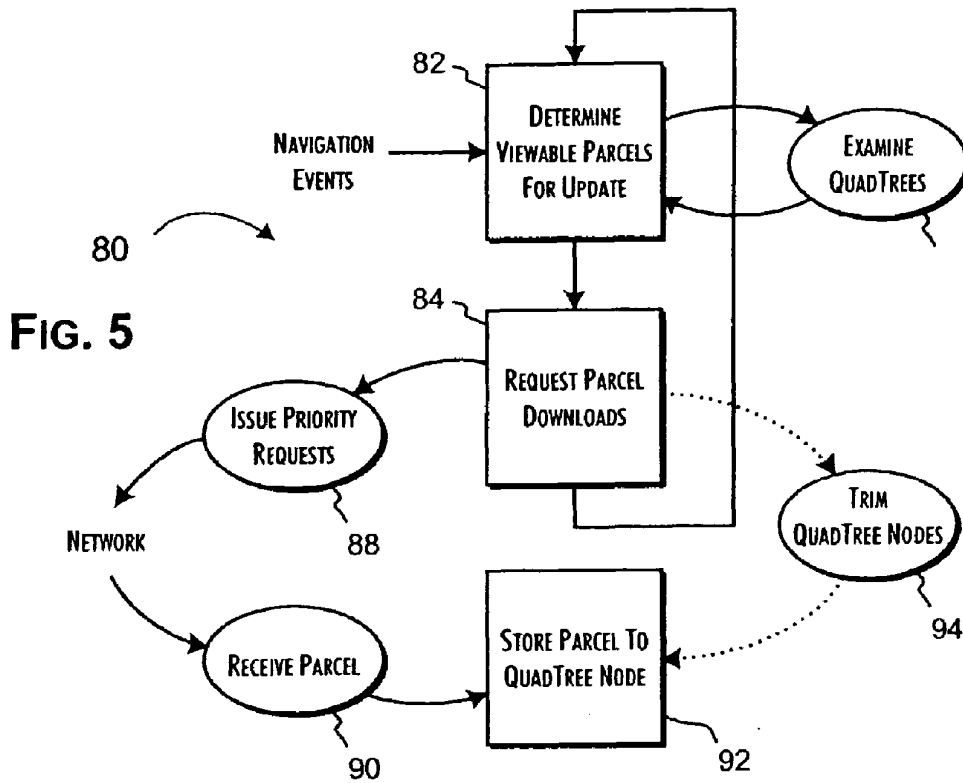 82
DETERMINE
VIEWABLE PARCELS
FOR UPDATE
NAVIGATION
EVENTS
EXAMINE
QUADTREES
80
84
FIG. 5
REQUEST PARCEL
DOWNLOADS
ISSUE PRIORITY
REQUESTS
88
TRIM
QUADTREE NODES
94
NETWORK
STORE PARCEL TO
QUADTREE NODE
92
RECEIVE PARCEL
90